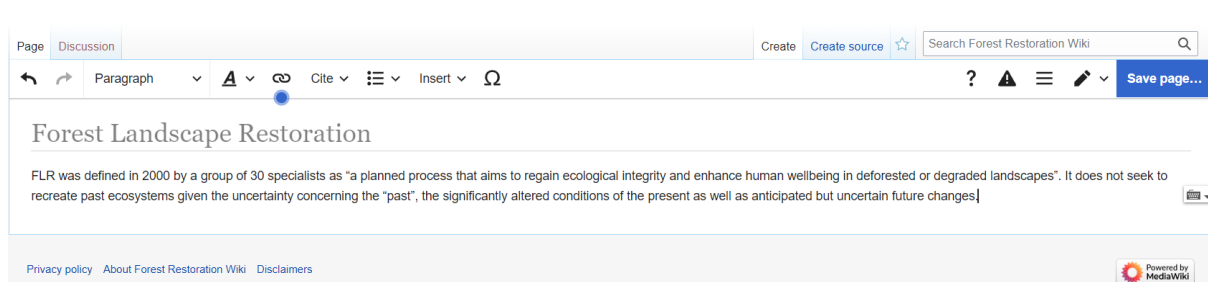 Page Discussion Create Create source Search Forest Restoration Wiki
Paragraph A Cite Insert Ω ? Save page...
Forest Landscape Restoration
FLR was defined in 2000 by a group of 30 specialists as “a planned process that aims to regain ecological integrity and enhance human wellbeing in deforested or degraded landscapes”. It does not seek to
recreate past ecosystems given the uncertainty concerning the “past”, the significantly altered conditions of the present as well as anticipated but uncertain future changes.
Privacy policy About Forest Restoration Wiki Disclaimers
Powered by
MediaWiki